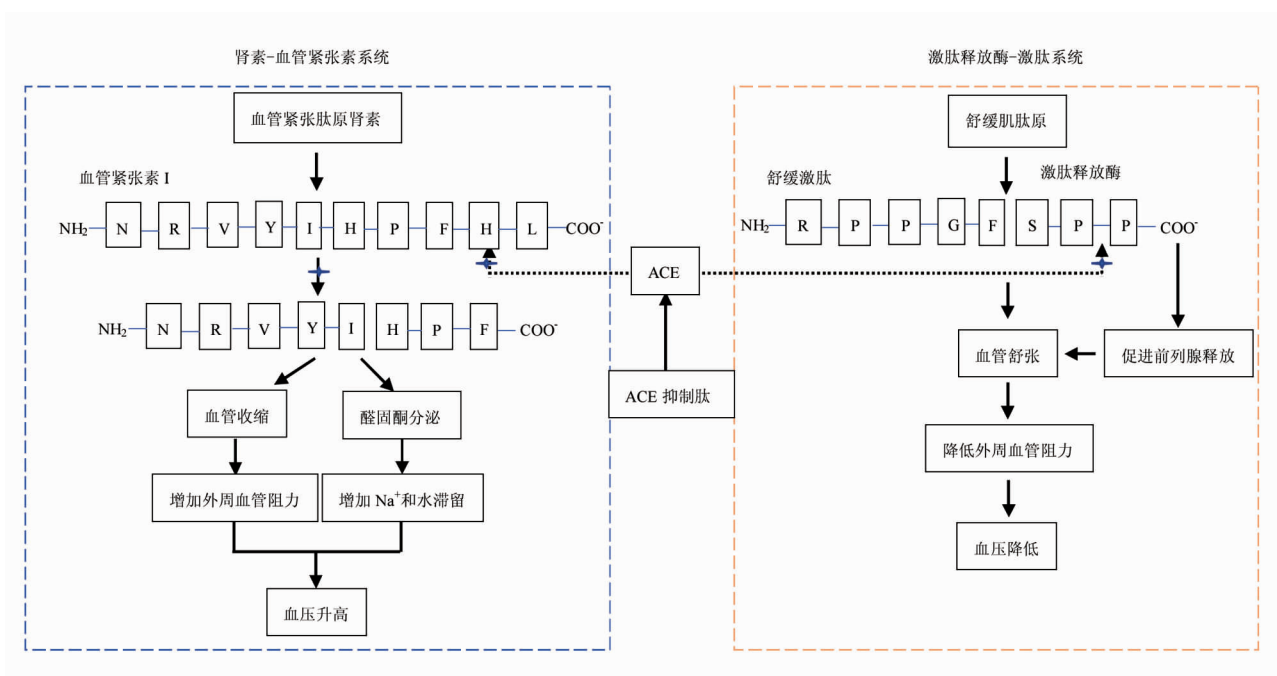 肾素-血管紧张素系统
激肽释放酶-激肽系统
血管紧张肽原肾素
舒缓肌肽原
血管紧张素 I
舒缓激肽
激肽释放酶
NH₂ N R V Y I H P F H L COO⁻
NH₂ R P P G F S P P COO⁻
ACE
NH₂ N R V Y I H P F COO⁻
血管舒张
促进前列腺释放
ACE 抑制肽
血管收缩
醛固酮分泌
降低外周血管阻力
增加外周血管阻力
增加 Na⁺和水滞留
血压降低
血压升高